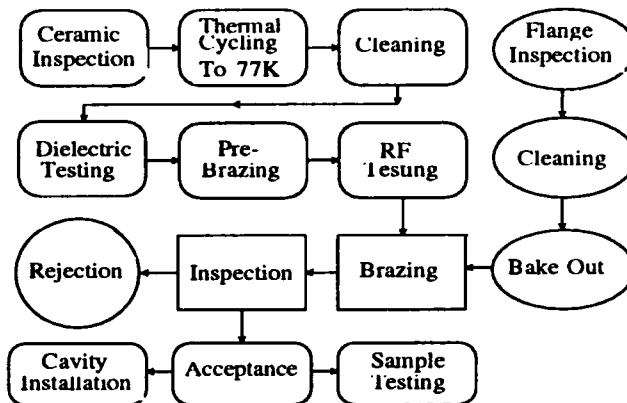 Ceramic
Inspection
Thermal
Cycling
To 77K
Cleaning
Flange
Inspection
Dielectric
Testing
Pre-
Brazing
RF
Testing
Cleaning
Rejection
Inspection
Brazing
Bake Out
Cavity
Installation
Acceptance
Sample
Testing